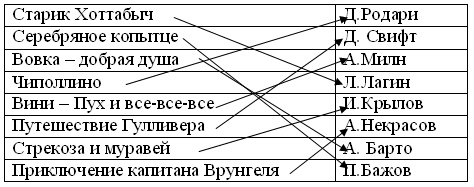 Старик Хоттабыч Д.Родари
Серебряное копытце Д. Свифт
Вовка – добрая душа А.Милн
Чиполлино Л.Лагин
Вини – Пух и все-все-все И.Крылов
Путешествие Гулливера А.Некрасов
Стрекоза и муравей А. Барто
Приключение капитана Врунгеля П.Бажов